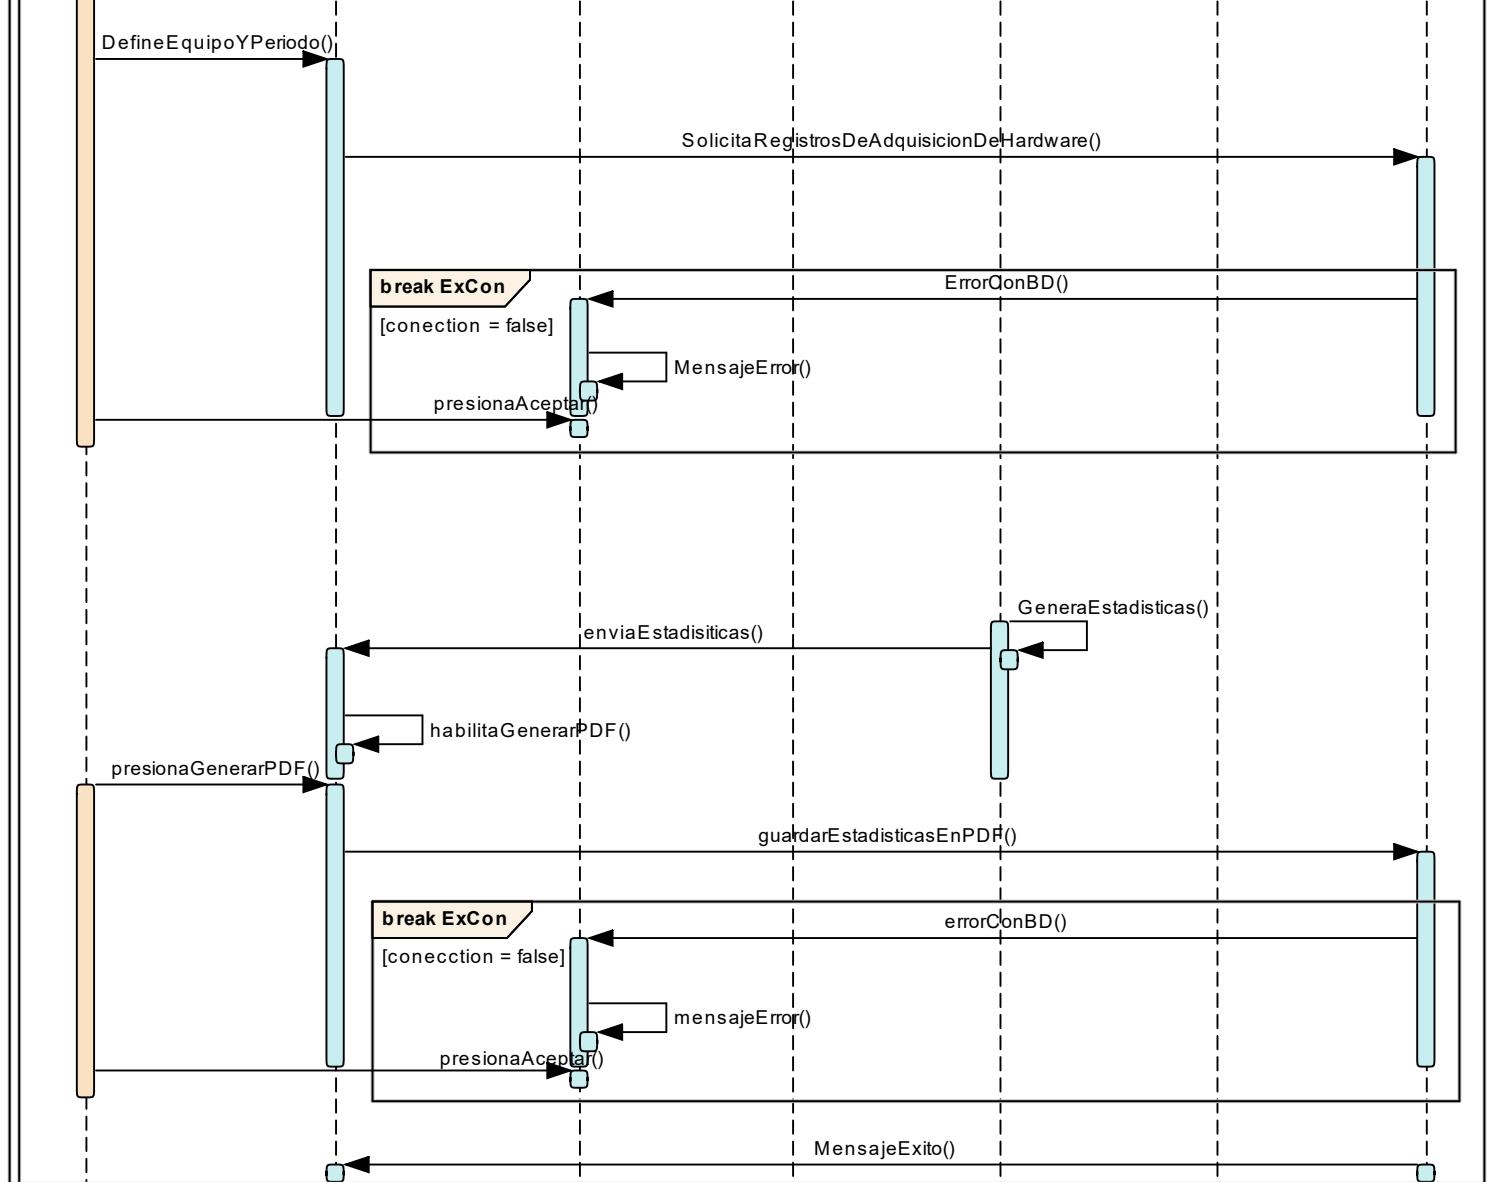 DefineEquipoYPeriodo()
SolicitaRegistrosDeAdquisicionDeHardware()
break ExCon
ErrorConBD()
[conection = false]
MensajeError()
presionaAceptar()
GeneraEstadisticas()
enviaEstadisiticas()
habilitaGenerarPDF()
presionaGenerarPDF()
guardarEstadisticasEnPDF()
break ExCon
errorConBD()
[conecction = false]
mensajeError()
presionaAceptar()
MensajeExito()